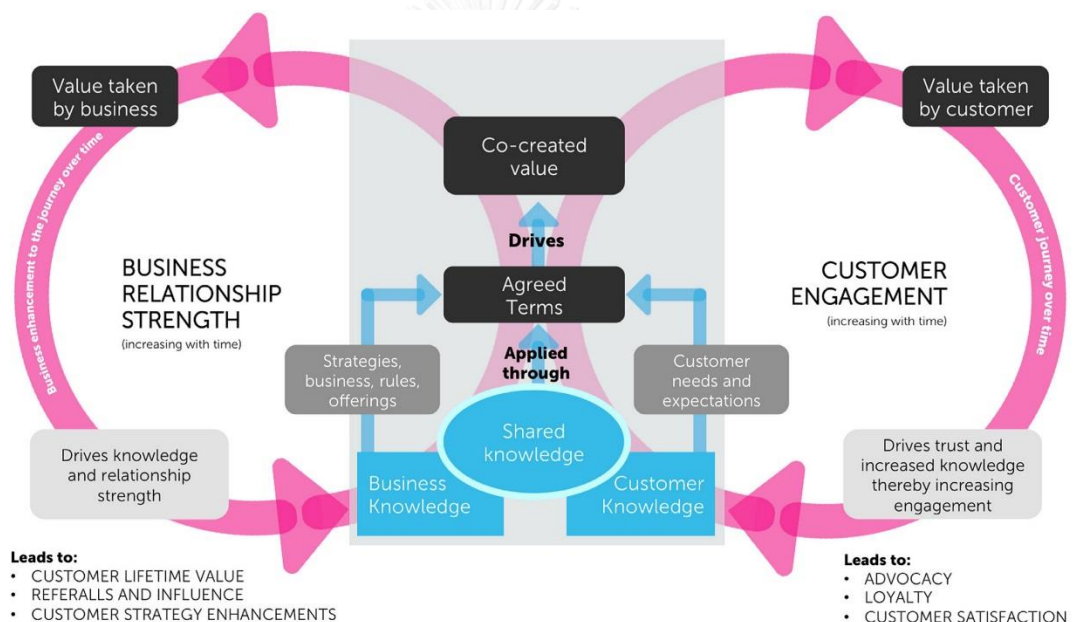 Value taken
by business
Business enhancement to the journey over time
BUSINESS
RELATIONSHIP
STRENGTH
(increasing with time)
Drives knowledge
and relationship
strength
Leads to:
• CUSTOMER LIFETIME VALUE
• REFERALLS AND INFLUENCE
• CUSTOMER STRATEGY ENHANCEMENTS
Co-created
value
Drives
Agreed
Terms
Applied
through
Strategies,
business, rules,
offerings
Customer
needs and
expectations
Shared
knowledge
Business
Knowledge
Customer
Knowledge
Value taken
by customer
Customer journey over time
CUSTOMER
ENGAGEMENT
(increasing with time)
Drives trust and
increased knowledge
thereby increasing
engagement
Leads to:
• ADVOCACY
• LOYALTY
• CUSTOMER SATISFACTION